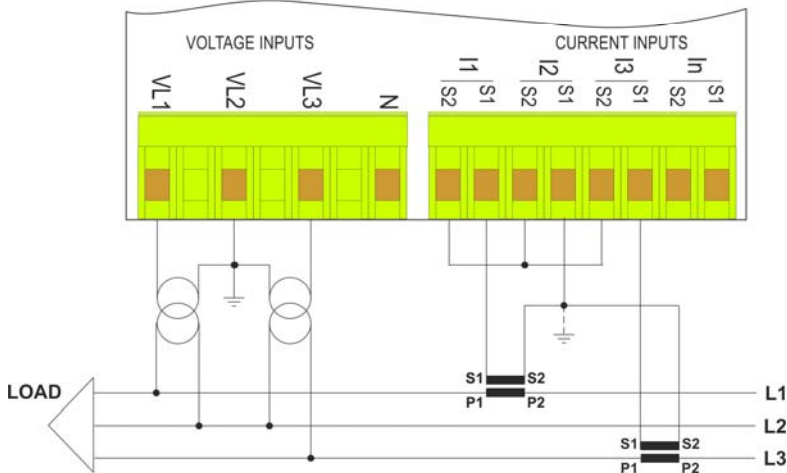 VOLTAGE INPUTS
CURRENT INPUTS
I1
I2
I3
In
VL1
VL2
VL3
N
S2
S1
S2
S1
S2
S1
S2
S1
S1
S2
LOAD
P1
P2
L1
L2
S1
S2
L3
P1
P2